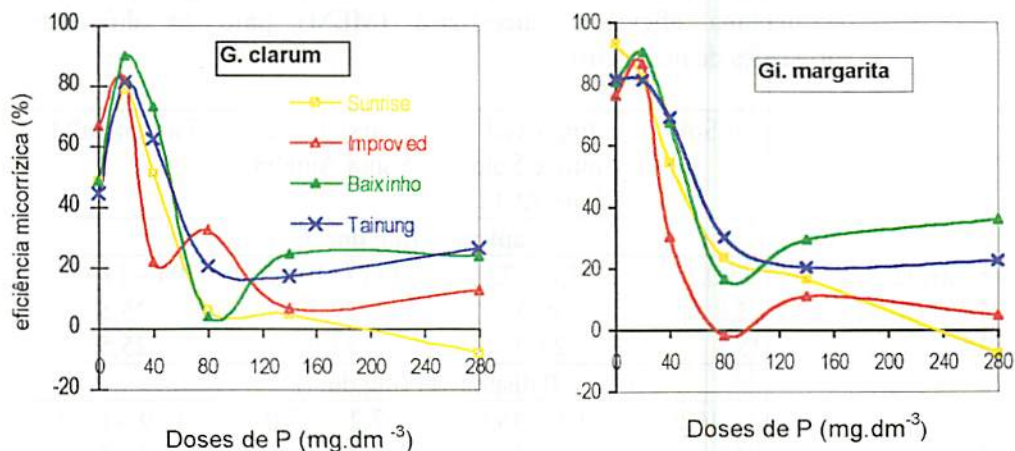 G. clarum
eficiência micorrízica (%)
100
80
60
40
20
0
-20
Sunrise
Improved
Baixinho
Tainung
0 40 80 120 160 200 240 280
Doses de P (mg.dm -3)
Gi. margarita
100
80
60
40
20
0
-20
0 40 80 120 160 200 240 280
Doses de P (mg.dm-3)